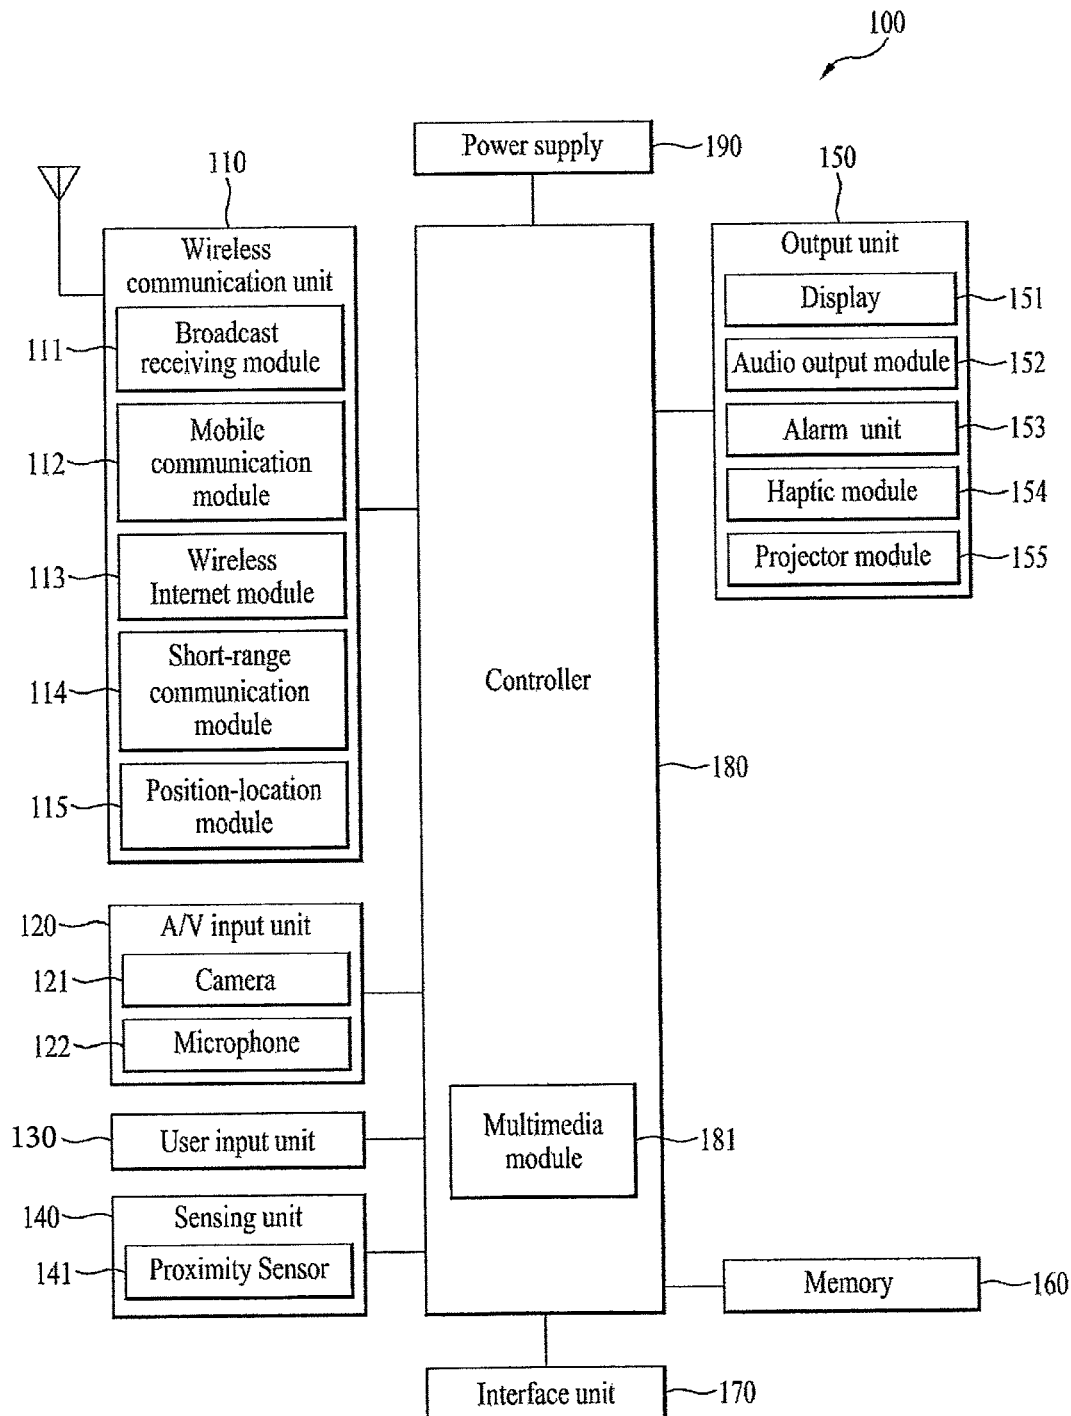 100
Power supply
190
110
150
Wireless
communication unit
Output unit
Display
151
Broadcast
receiving module
111
Audio output module
152
Mobile
communication
module
112
Alarm unit
153
Haptic module
154
Wireless
Internet module
113
Projector module
155
Short-range
communication
module
114
Controller
180
Position-location
module
115
120
A/V input unit
121
Camera
122
Microphone
Multimedia
module
181
130
User input unit
140
Sensing unit
141
Proximity Sensor
Memory
160
Interface unit
170